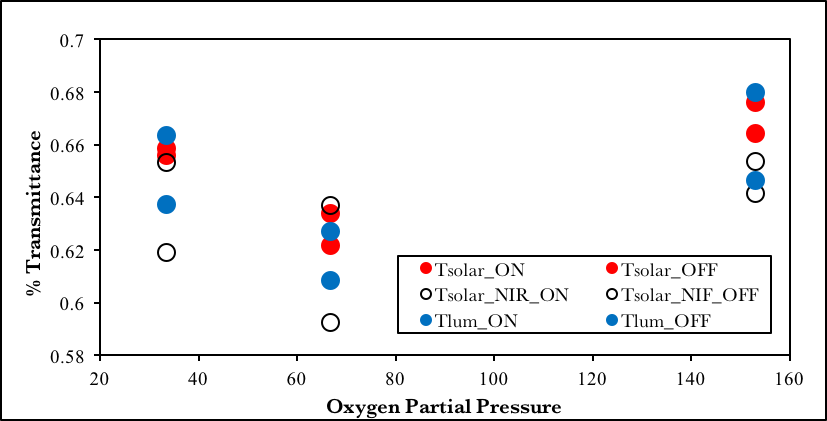 0.7
0.68
0.66
0.64
0.62
0.6
0.58
% Transmittance
20 40 60 80 100 120 140 160
Oxygen Partial Pressure
Tsolar_ON Tsolar_OFF
Tsolar_NIR_ON Tsolar_NIF_OFF
Tlum_ON Tlum_OFF